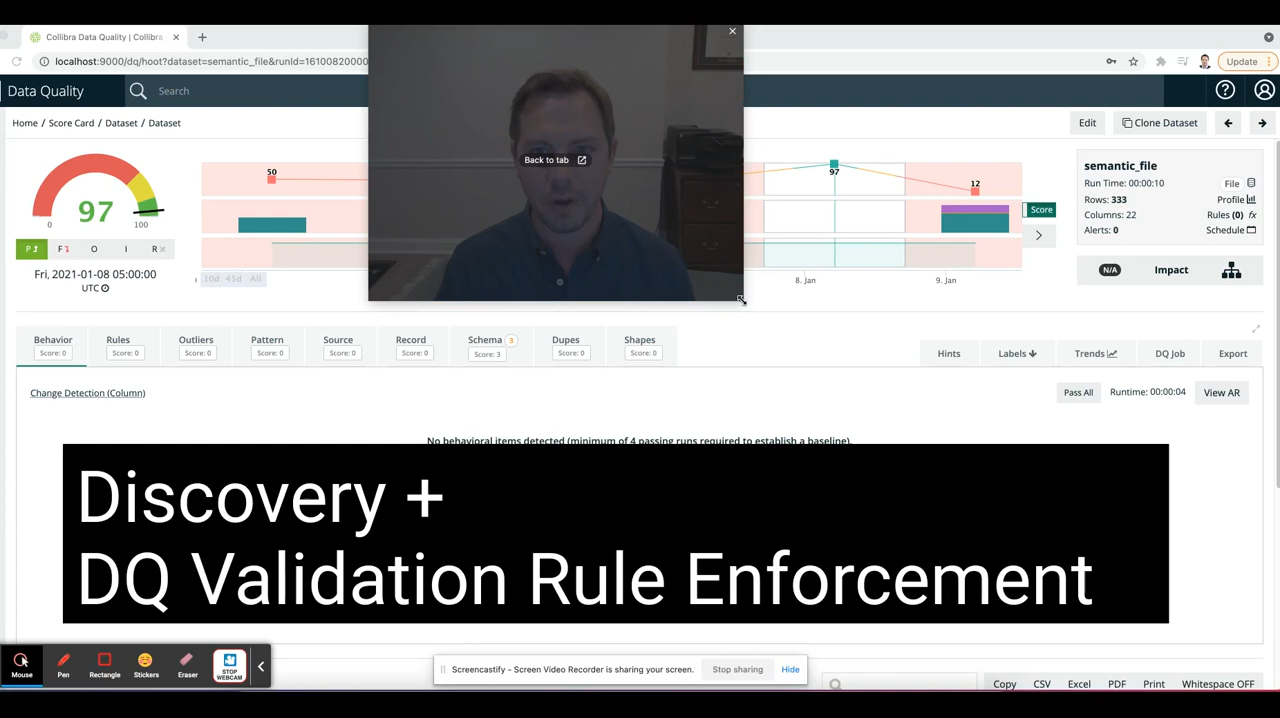 Collibra Data Quality | Collibra
localhost:9000/dq/hoot?dataset=semantic_file&runId=16100820000
Update
Data Quality
Search
Home / Score Card / Dataset / Dataset
Edit
Clone Dataset
Back to tab
97
0
100
P
F
O
I
R
Fri, 2021-01-08 05:00:00
UTC
50
97
12
Score
10d 45d All
8. Jan
9. Jan
semantic_file
Run Time: 00:00:10
File
Rows: 333
Profile
Columns: 22
Rules (0) fx
Alerts: 0
Schedule
N/A
Impact
Behavior
Score: 0
Rules
Score: 0
Outliers
Score: 0
Pattern
Score: 0
Source
Score: 0
Record
Score: 0
Schema 3
Score: 3
Dupes
Score: 0
Shapes
Score: 0
Hints
Labels
Trends
DQ Job
Export
Change Detection (Column)
Pass All
Runtime: 00:00:04
View AR
No behavioral items detected (minimum of 4 passing runs required to establish a baseline).
Discovery +
DQ Validation Rule Enforcement
Mouse
Pen
Rectangle
Stickers
Eraser
STOP
WEBCAM
Screencastify - Screen Video Recorder is sharing your screen.
Stop sharing
Hide
Copy
CSV
Excel
PDF
Print
Whitespace OFF